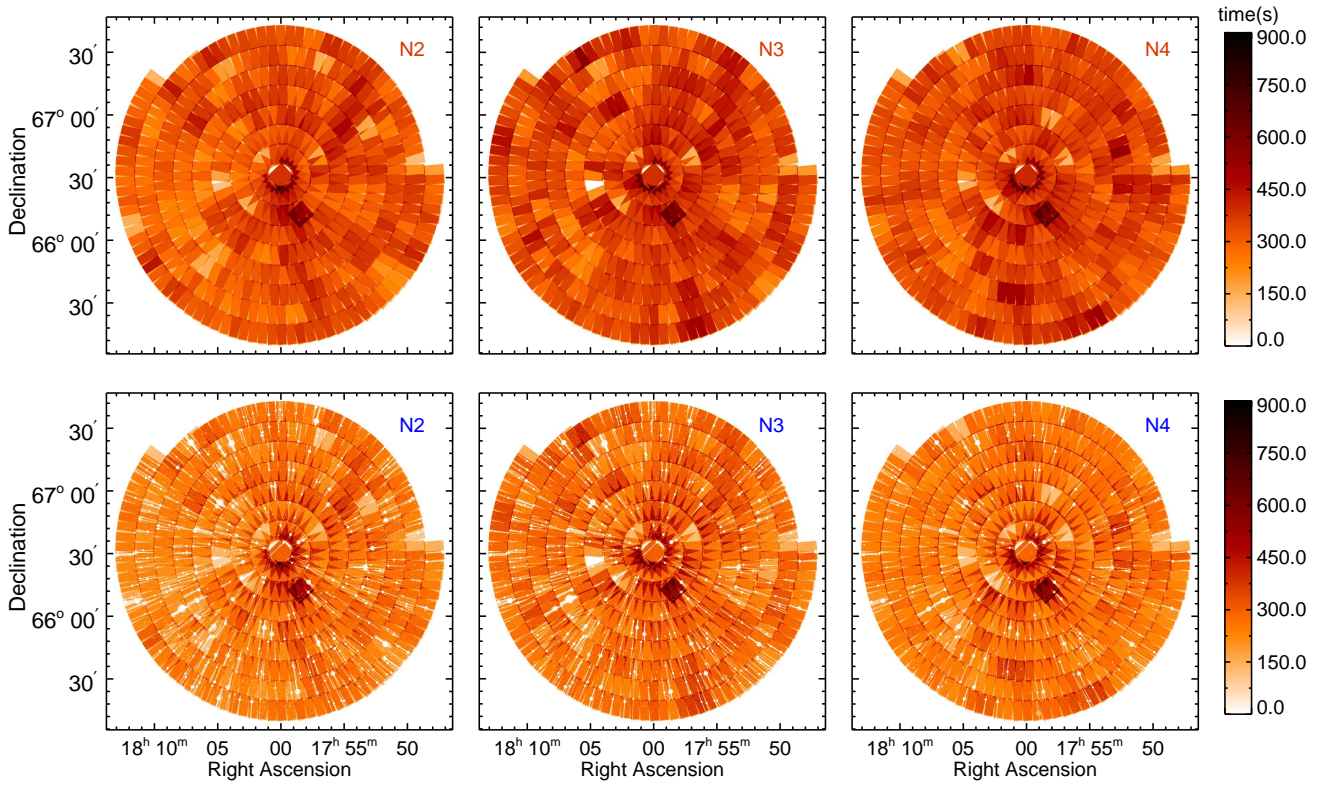 time(s)
N2
N3
N4
900.0
750.0
600.0
450.0
300.0
150.0
0.0
30′
67° 00′
30′
66° 00′
30′
Declination
N2
N3
N4
900.0
750.0
600.0
450.0
300.0
150.0
0.0
30′
67° 00′
30′
66° 00′
30′
Declination
18ʰ 10ᵐ 05 00 17ʰ 55ᵐ 50
18ʰ 10ᵐ 05 00 17ʰ 55ᵐ 50
18ʰ 10ᵐ 05 00 17ʰ 55ᵐ 50
Right Ascension
Right Ascension
Right Ascension